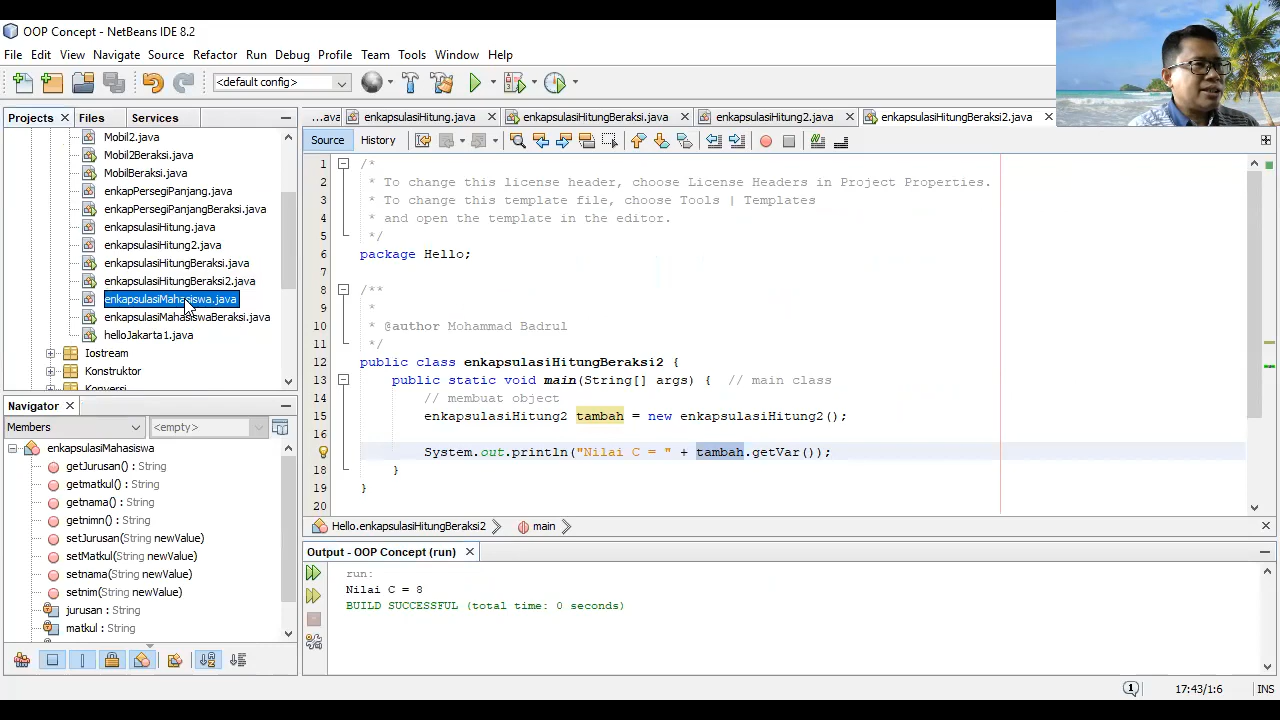 OOP Concept - NetBeans IDE 8.2
File Edit View Navigate Source Refactor Run Debug Profile Team Tools Window Help
<default config>
Projects Files Services
Mobil2.java
Mobil2Beraksi.java
MobilBeraksi.java
enkapPersegiPanjang.java
enkapPersegiPanjangBeraksi.java
enkapsulasiHitung.java
enkapsulasiHitung2.java
enkapsulasiHitungBeraksi.java
enkapsulasiHitungBeraksi2.java
enkapsulasiMahasiswa.java
enkapsulasiMahasiswaBeraksi.java
helloJakarta1.java
Iostream
Konstruktor
Konversi
Navigator
Members
<empty>
enkapsulasiMahasiswa
getJurusan() : String
getmatkul() : String
getnama() : String
getnimn() : String
setJurusan(String newValue)
setMatkul(String newValue)
setnama(String newValue)
setnim(String newValue)
jurusan : String
matkul : String
...ava enkapsulasiHitung.java enkapsulasiHitungBeraksi.java enkapsulasiHitung2.java enkapsulasiHitungBeraksi2.java
Source History
1 /*
2 * To change this license header, choose License Headers in Project Properties.
3 * To change this template file, choose Tools | Templates
4 * and open the template in the editor.
5 */
6 package Hello;
7
8 /**
9 *
10 * @author Mohammad Badrul
11 */
12 public class enkapsulasiHitungBeraksi2 {
13 public static void main(String[] args) { // main class
14 // membuat object
15 enkapsulasiHitung2 tambah = new enkapsulasiHitung2();
16
System.out.println("Nilai C = " + tambah.getVar());
18 }
19 }
20
Hello.enkapsulasiHitungBeraksi2 main
Output - OOP Concept (run)
run:
Nilai C = 8
BUILD SUCCESSFUL (total time: 0 seconds)
1 17:43/1:6 INS